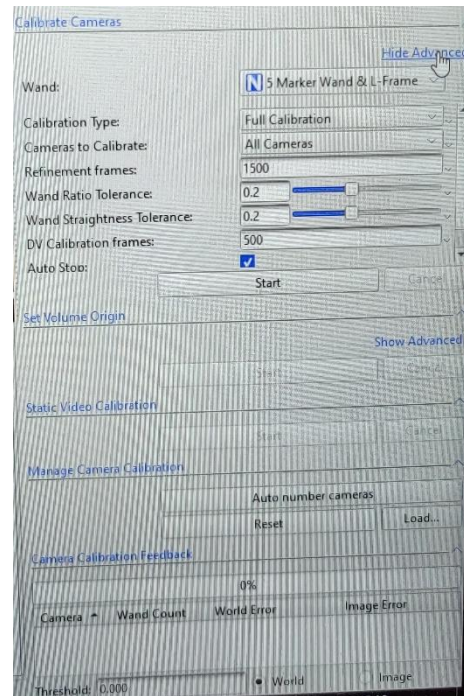 Calibrate Cameras
Hide Advanced
Wand: N 5 Marker Wand & L-Frame
Calibration Type: Full Calibration
Cameras to Calibrate: All Cameras
Refinement frames: 1500
Wand Ratio Tolerance: 0.2
Wand Straightness Tolerance: 0.2
DV Calibration frames: 500
Auto Stop:
Start Cancel
Set Volume Origin
Show Advanced
Start Cancel
Static Video Calibration
Start Cancel
Manage Camera Calibration
Auto number cameras
Reset Load...
Camera Calibration Feedback
0%
Camera Wand Count World Error Image Error
Threshold: 0.000 World Image